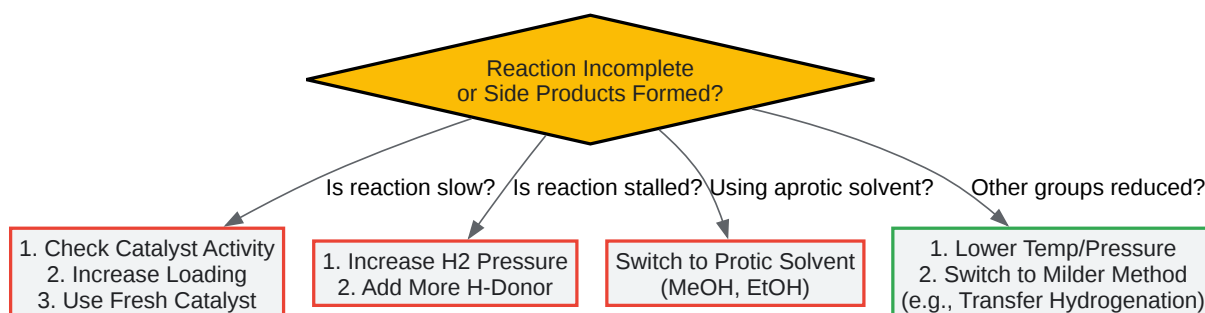 Reaction Incomplete
or Side Products Formed?
Is reaction slow?
Is reaction stalled?
Using aprotic solvent?
Other groups reduced?
1. Check Catalyst Activity
2. Increase Loading
3. Use Fresh Catalyst
1. Increase H2 Pressure
2. Add More H-Donor
Switch to Protic Solvent
(MeOH, EtOH)
1. Lower Temp/Pressure
2. Switch to Milder Method
(e.g., Transfer Hydrogenation)